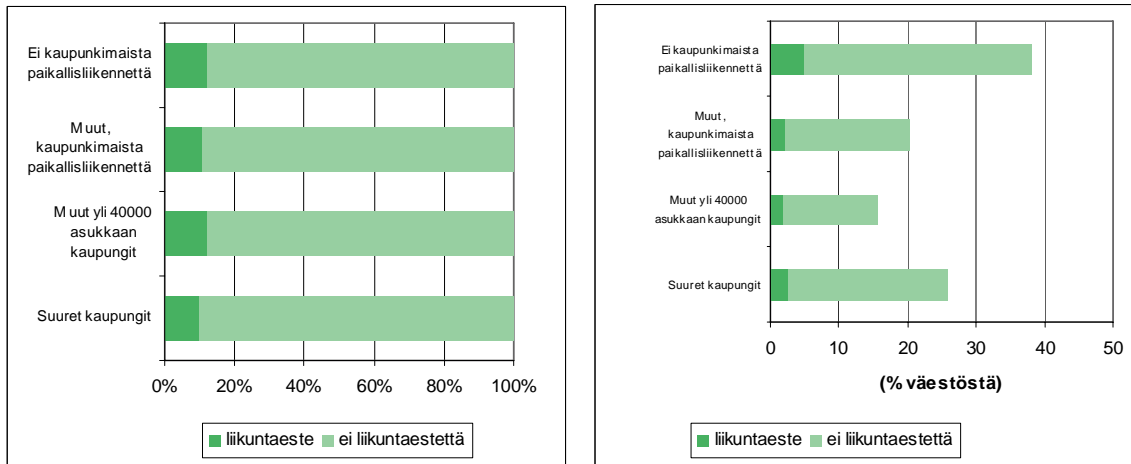 Ei kaupunkimaista
paikallisliikennettä
Muut,
kaupunkimaista
paikallisliikennettä
Muut yli 40000
asukkaan
kaupungit
Suuret kaupungit
0% 20% 40% 60% 80% 100%
liikuntaeste ei liikuntaestettä
Ei kaupunkimaista
paikallisliikennettä
Muut,
kaupunkimaista
paikallisliikennettä
Muut yli 40000
asukkaan kaupungit
Suuret kaupungit
0 10 20 30 40 50
(% väestöstä)
liikuntaeste ei liikuntaestettä